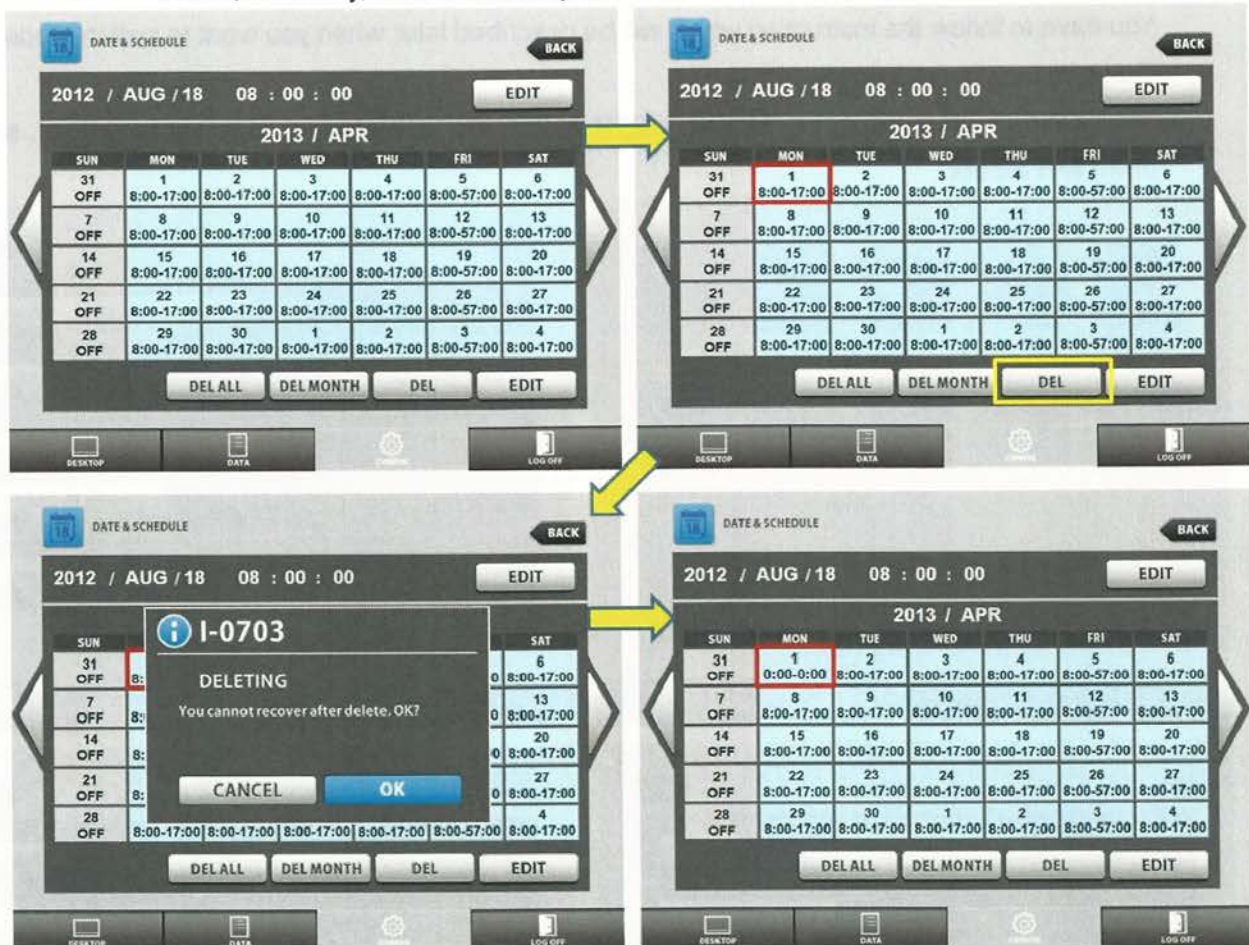 18
DATE & SCHEDULE
BACK
2012 / AUG / 18 08 : 00 : 00
EDIT
2013 / APR
SUN MON TUE WED THU FRI SAT
31 1 2 3 4 5 6
OFF 8:00-17:00 8:00-17:00 8:00-17:00 8:00-17:00 8:00-57:00 8:00-17:00
7 8 9 10 11 12 13
OFF 8:00-17:00 8:00-17:00 8:00-17:00 8:00-17:00 8:00-57:00 8:00-17:00
14 15 16 17 18 19 20
OFF 8:00-17:00 8:00-17:00 8:00-17:00 8:00-17:00 8:00-57:00 8:00-17:00
21 22 23 24 25 26 27
OFF 8:00-17:00 8:00-17:00 8:00-17:00 8:00-17:00 8:00-57:00 8:00-17:00
28 29 30 1 2 3 4
OFF 8:00-17:00 8:00-17:00 8:00-17:00 8:00-17:00 8:00-57:00 8:00-17:00
DEL ALL DEL MONTH DEL EDIT
DESKTOP DATA LOG OFF
18
DATE & SCHEDULE
BACK
2012 / AUG / 18 08 : 00 : 00
EDIT
2013 / APR
SUN MON TUE WED THU FRI SAT
31 1 2 3 4 5 6
OFF 8:00-17:00 8:00-17:00 8:00-17:00 8:00-17:00 8:00-57:00 8:00-17:00
7 8 9 10 11 12 13
OFF 8:00-17:00 8:00-17:00 8:00-17:00 8:00-17:00 8:00-57:00 8:00-17:00
14 15 16 17 18 19 20
OFF 8:00-17:00 8:00-17:00 8:00-17:00 8:00-17:00 8:00-57:00 8:00-17:00
21 22 23 24 25 26 27
OFF 8:00-17:00 8:00-17:00 8:00-17:00 8:00-17:00 8:00-57:00 8:00-17:00
28 29 30 1 2 3 4
OFF 8:00-17:00 8:00-17:00 8:00-17:00 8:00-17:00 8:00-57:00 8:00-17:00
DEL ALL DEL MONTH DEL EDIT
DESKTOP DATA LOG OFF
18
DATE & SCHEDULE
BACK
2012 / AUG / 18 08 : 00 : 00
EDIT
I-0703
DELETING
You cannot recover after delete. OK?
CANCEL OK
SUN SAT
31 6
OFF 8: 0 8:00-17:00
7 13
OFF 8: 0 8:00-17:00
14 20
OFF 8: 0 8:00-17:00
21 27
OFF 8: 0 8:00-17:00
28 4
OFF 8:00-17:00 8:00-17:00 8:00-17:00 8:00-17:00 8:00-57:00 8:00-17:00
DEL ALL DEL MONTH DEL EDIT
DESKTOP DATA LOG OFF
18
DATE & SCHEDULE
BACK
2012 / AUG / 18 08 : 00 : 00
EDIT
2013 / APR
SUN MON TUE WED THU FRI SAT
31 1 2 3 4 5 6
OFF 0:00-0:00 8:00-17:00 8:00-17:00 8:00-17:00 8:00-57:00 8:00-17:00
7 8 9 10 11 12 13
OFF 8:00-17:00 8:00-17:00 8:00-17:00 8:00-17:00 8:00-57:00 8:00-17:00
14 15 16 17 18 19 20
OFF 8:00-17:00 8:00-17:00 8:00-17:00 8:00-17:00 8:00-57:00 8:00-17:00
21 22 23 24 25 26 27
OFF 8:00-17:00 8:00-17:00 8:00-17:00 8:00-17:00 8:00-57:00 8:00-17:00
28 29 30 1 2 3 4
OFF 8:00-17:00 8:00-17:00 8:00-17:00 8:00-17:00 8:00-57:00 8:00-17:00
DEL ALL DEL MONTH DEL EDIT
DESKTOP DATA LOG OFF